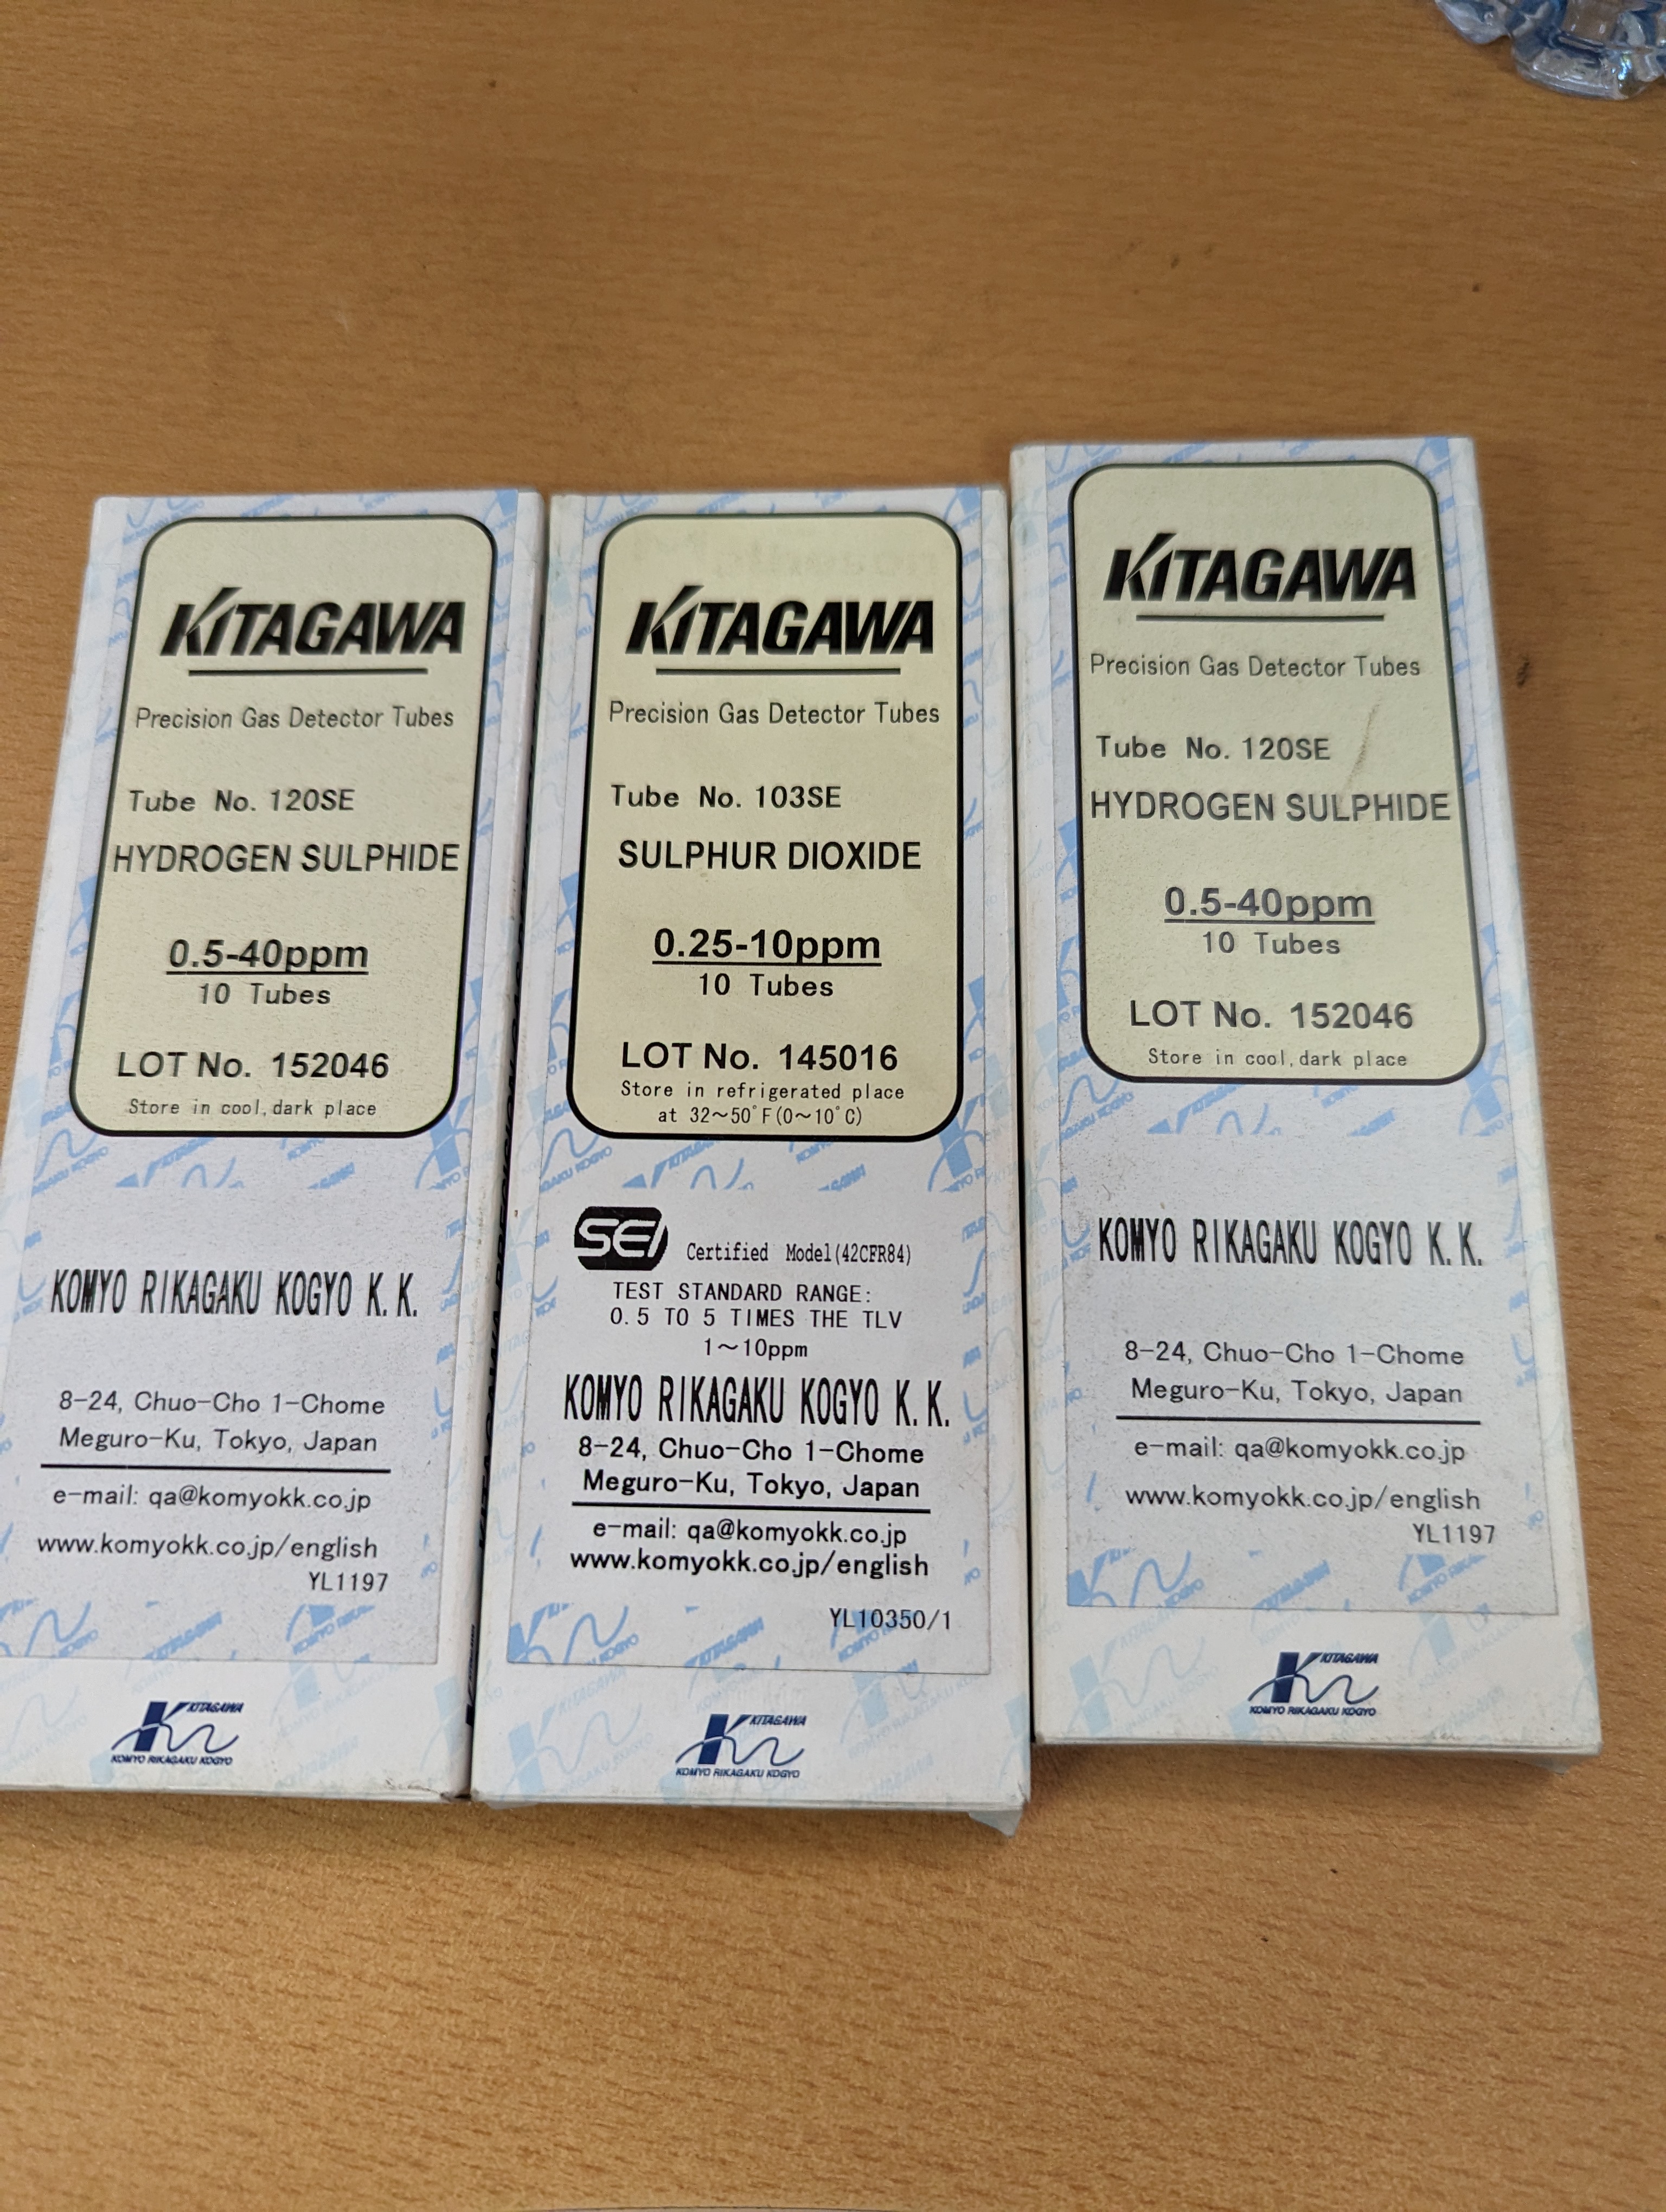 KITAGAWA
Precision Gas Detector Tubes
Tube No. 120SE
HYDROGEN SULPHIDE
0.5-40ppm
10 Tubes
LOT No. 152046
Store in cool, dark place
KOMYO RIKAGAKU KOGYO K. K.
8-24, Chuo-Cho 1-Chome
Meguro-Ku, Tokyo, Japan
e-mail: qa@komyokk.co.jp
www.komyokk.co.jp/english
YL1197
KITAGAWA
KOMYO RIKAGAKU KOGYO
KITAGAWA
Precision Gas Detector Tubes
Tube No. 103SE
SULPHUR DIOXIDE
0.25-10ppm
10 Tubes
LOT No. 145016
Store in refrigerated place
at 32~50°F(0~10°C)
SEI Certified Model(42CFR84)
TEST STANDARD RANGE:
0.5 TO 5 TIMES THE TLV
1~10ppm
KOMYO RIKAGAKU KOGYO K. K.
8-24, Chuo-Cho 1-Chome
Meguro-Ku, Tokyo, Japan
e-mail: qa@komyokk.co.jp
www.komyokk.co.jp/english
YL10350/1
KITAGAWA
KOMYO RIKAGAKU KOGYO
KITAGAWA
Precision Gas Detector Tubes
Tube No. 120SE
HYDROGEN SULPHIDE
0.5-40ppm
10 Tubes
LOT No. 152046
Store in cool, dark place
KOMYO RIKAGAKU KOGYO K. K.
8-24, Chuo-Cho 1-Chome
Meguro-Ku, Tokyo, Japan
e-mail: qa@komyokk.co.jp
www.komyokk.co.jp/english
YL1197
KITAGAWA
KOMYO RIKAGAKU KOGYO